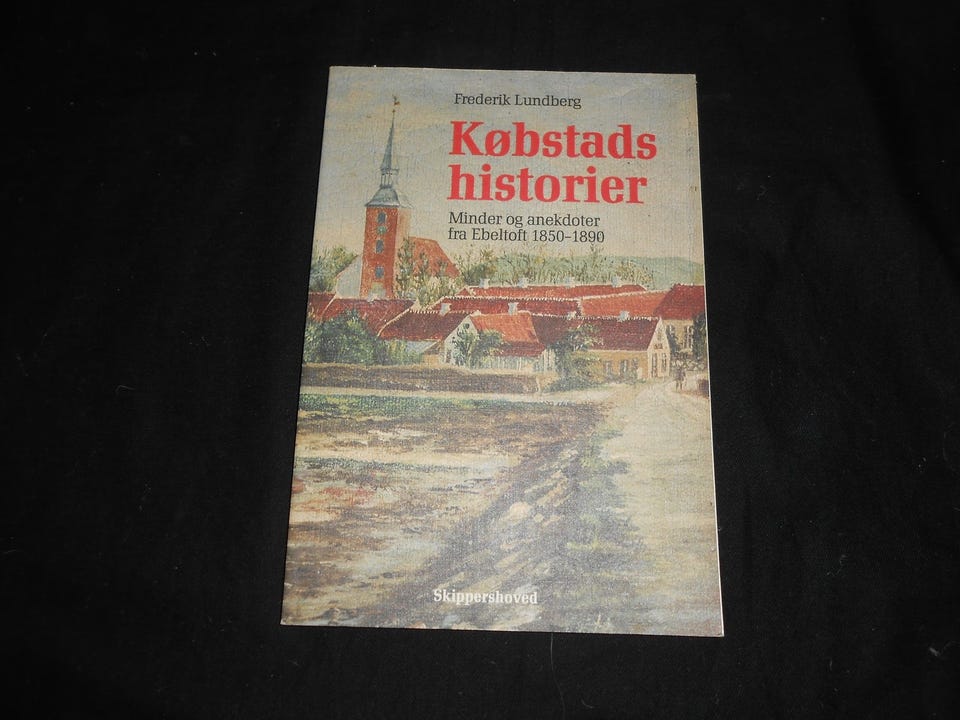 Frederik Lundberg
Købstads
historier
Minder og anekdoter
fra Ebeltoft 1850-1890
Skippershoved